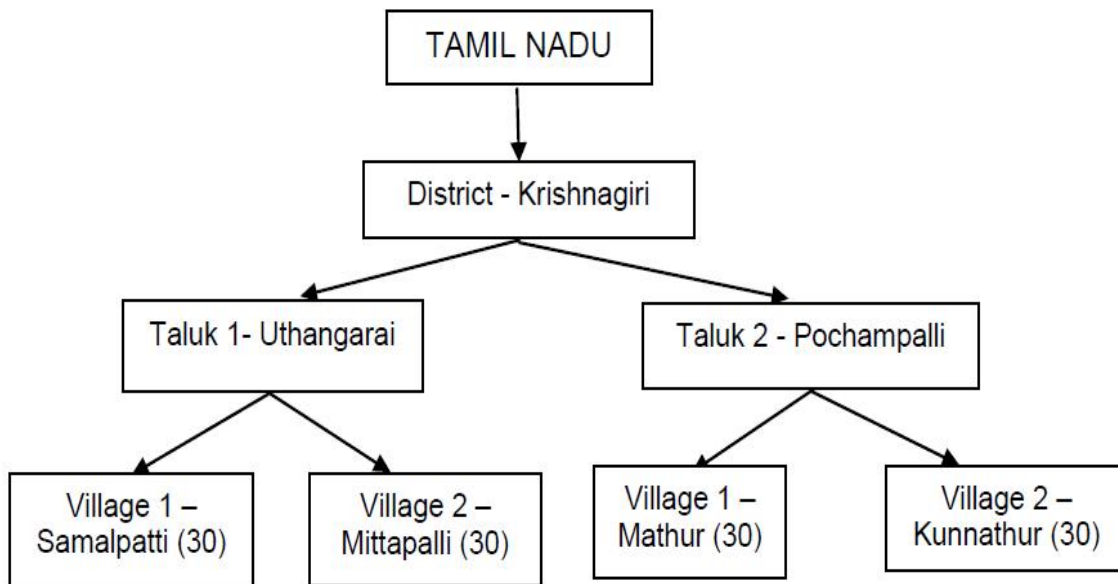 TAMIL NADU
District - Krishnagiri
Taluk 1- Uthangarai
Taluk 2 - Pochampalli
Village 1 –
Samalpatti (30)
Village 2 –
Mittapalli (30)
Village 1 –
Mathur (30)
Village 2 –
Kunnathur (30)